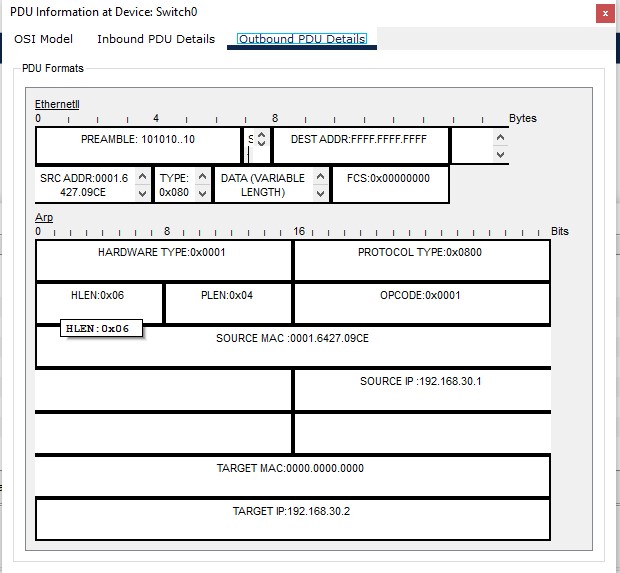 PDU Information at Device: Switch0
x
OSI Model Inbound PDU Details Outbound PDU Details
PDU Formats
EthernetII
0 4 8 Bytes
PREAMBLE: 101010..10 DEST ADDR:FFFF.FFFF.FFFF
SRC ADDR:0001.6 TYPE: DATA (VARIABLE FCS:0x00000000
427.09CE 0x080 LENGTH)
Arp
0 8 16 Bits
HARDWARE TYPE:0x0001 PROTOCOL TYPE:0x0800
HLEN:0x06 PLEN:0x04 OPCODE:0x0001
HLEN:0x06
SOURCE MAC :0001.6427.09CE
SOURCE IP :192.168.30.1
TARGET MAC:0000.0000.0000
TARGET IP:192.168.30.2